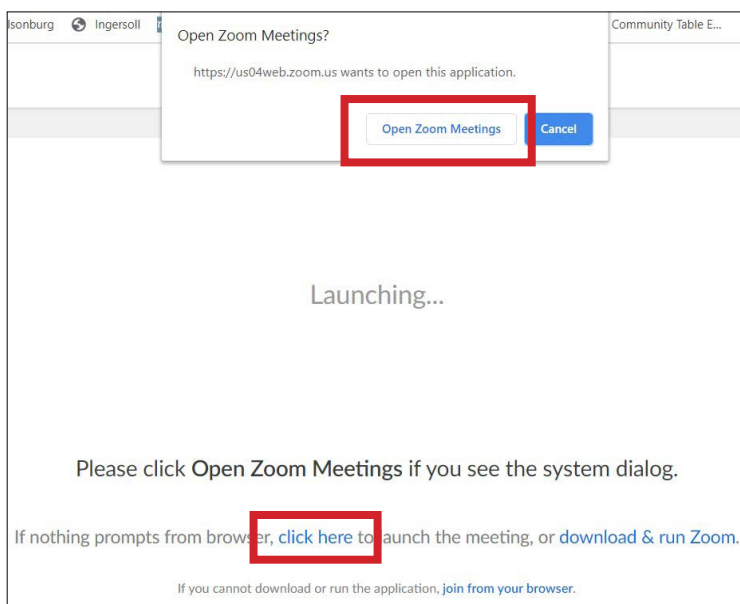 lsonburg Ingersoll Community Table E...
Open Zoom Meetings?
https://us04web.zoom.us wants to open this application.
Open Zoom Meetings Cancel
Launching...
Please click Open Zoom Meetings if you see the system dialog.
If nothing prompts from browser, click here to launch the meeting, or download & run Zoom.
If you cannot download or run the application, join from your browser.